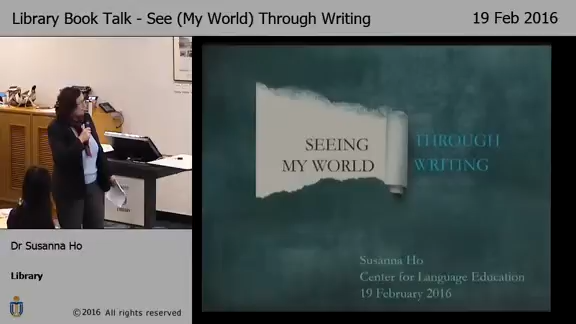 Library Book Talk - See (My World) Through Writing
19 Feb 2016
SEEING
MY WORLD
THROUGH
WRITING
Susanna Ho
Center for Language Education
19 February 2016
Dr Susanna Ho
Library
©2016 All rights reserved